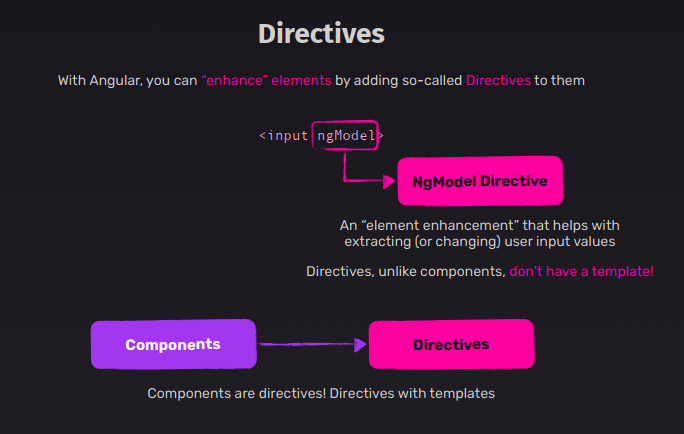 Directives
With Angular, you can “enhance” elements by adding so-called Directives to them
<input ngModel>
NgModel Directive
An “element enhancement” that helps with
extracting (or changing) user input values
Directives, unlike components, don’t have a template!
Components
Directives
Components are directives! Directives with templates